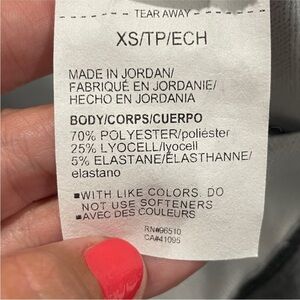 TEAR AWAY
XS/TP/ECH
MADE IN JORDAN/
FABRIQUÉ EN JORDANIE/
HECHO EN JORDANIA
BODY/CORPS/CUERPO
70% POLYESTER/poliéster
25% LYOCELL/lyocell
5% ELASTANE/ÉLASTHANNE/
elastano
■WITH LIKE COLORS. DO
NOT USE SOFTENERS
■AVEC DES COULEURS
RN#96510
CA#41095